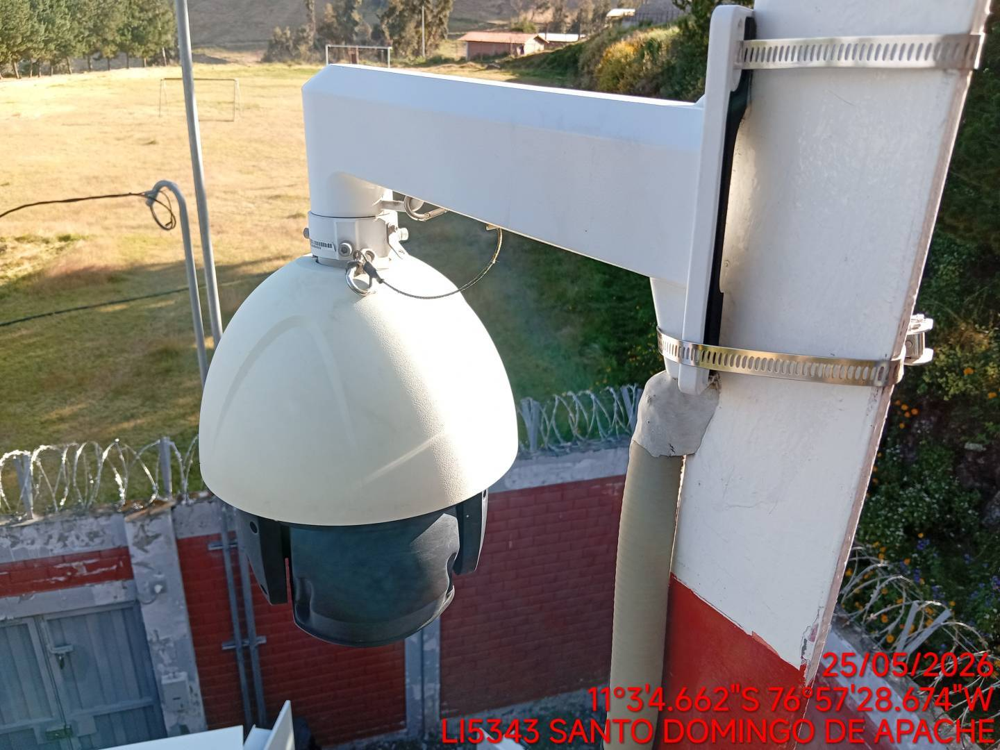 25/05/2026
11°3'4.662"S 76°57'28.674"W
LI5343 SANTO DOMINGO DE APACHE